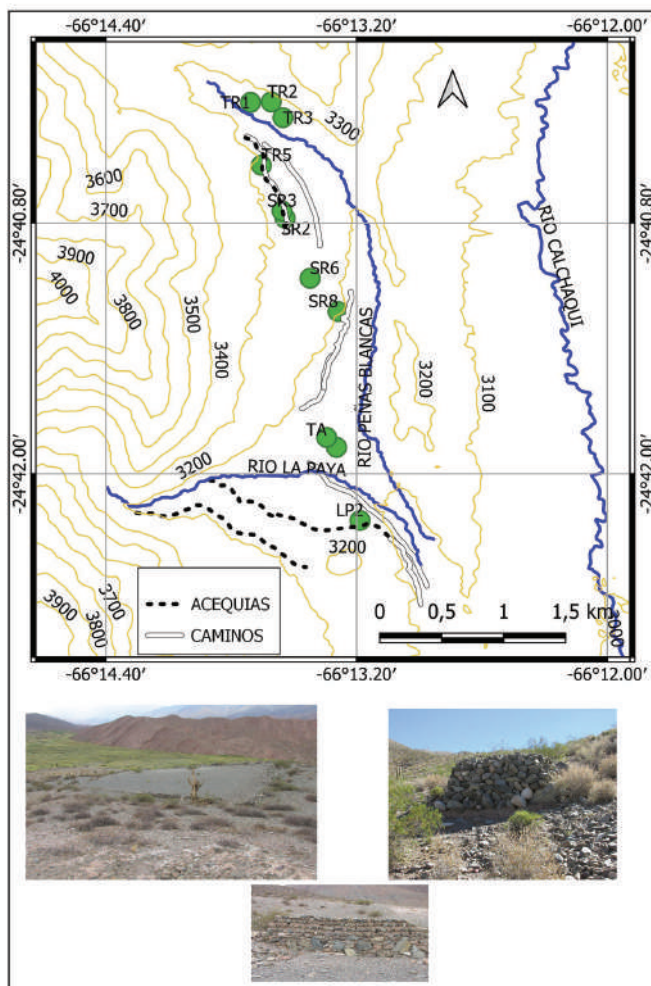 -66°14.40′ -66°13.20′ -66°12.00′
TR1
TR2
TR3
3300
TR5
3600
3700
-24°40.80′
-24°40.80′
SR3
SR2
RIO CALCHAQUI
3900
4000
3800
3500
3400
SR6
SR8
RIO PEÑAS BLANCAS
3200
3100
TA
3200
RIO LA PAYA
-24°42.00′
-24°42.00′
LP2
3200
ACEQUIAS
CAMINOS
3700
3900
3800
0 0,5 1 1,5 km
3000
-66°14.40′ -66°13.20′ -66°12.00′